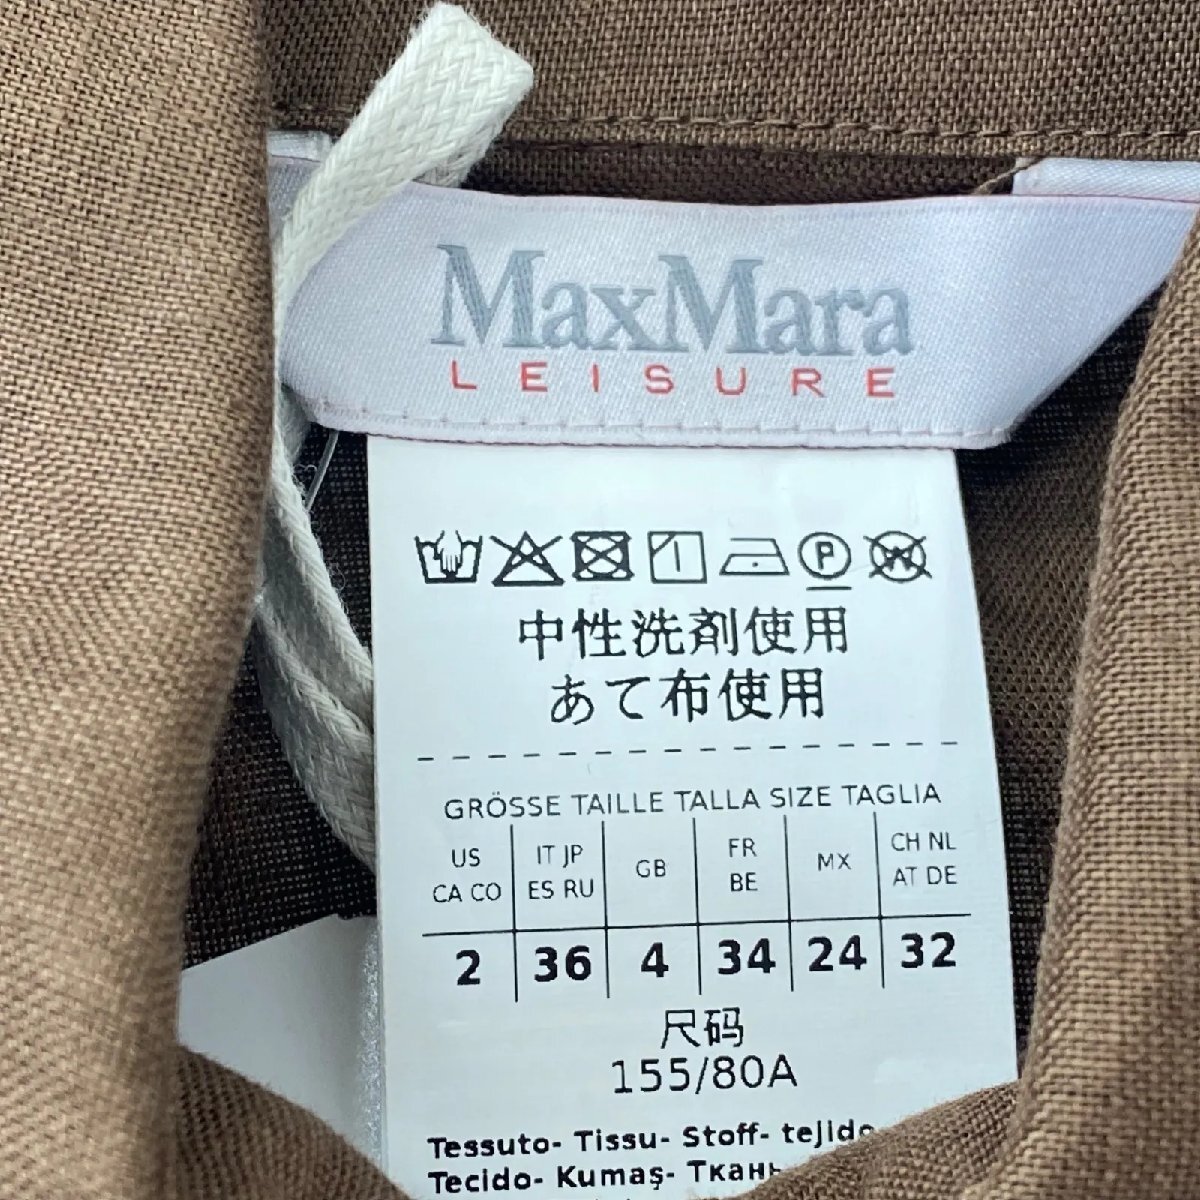 MaxMara
LEISURE
中性洗剤使用
あて布使用
GRÖSSE TAILLE TALLA SIZE TAGLIA
US CA CO | IT JP ES RU | GB | FR BE | MX | CH NL AT DE
2 | 36 | 4 | 34 | 24 | 32
尺码
155/80A
Tessuto- Tissu- Stoff- tejido
Tecido- Kumaş- Ткань